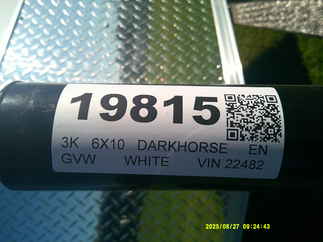 19815
3K 6X10 DARKHORSE EN
GVW WHITE VIN 22482
2025/08/27 09:24:43